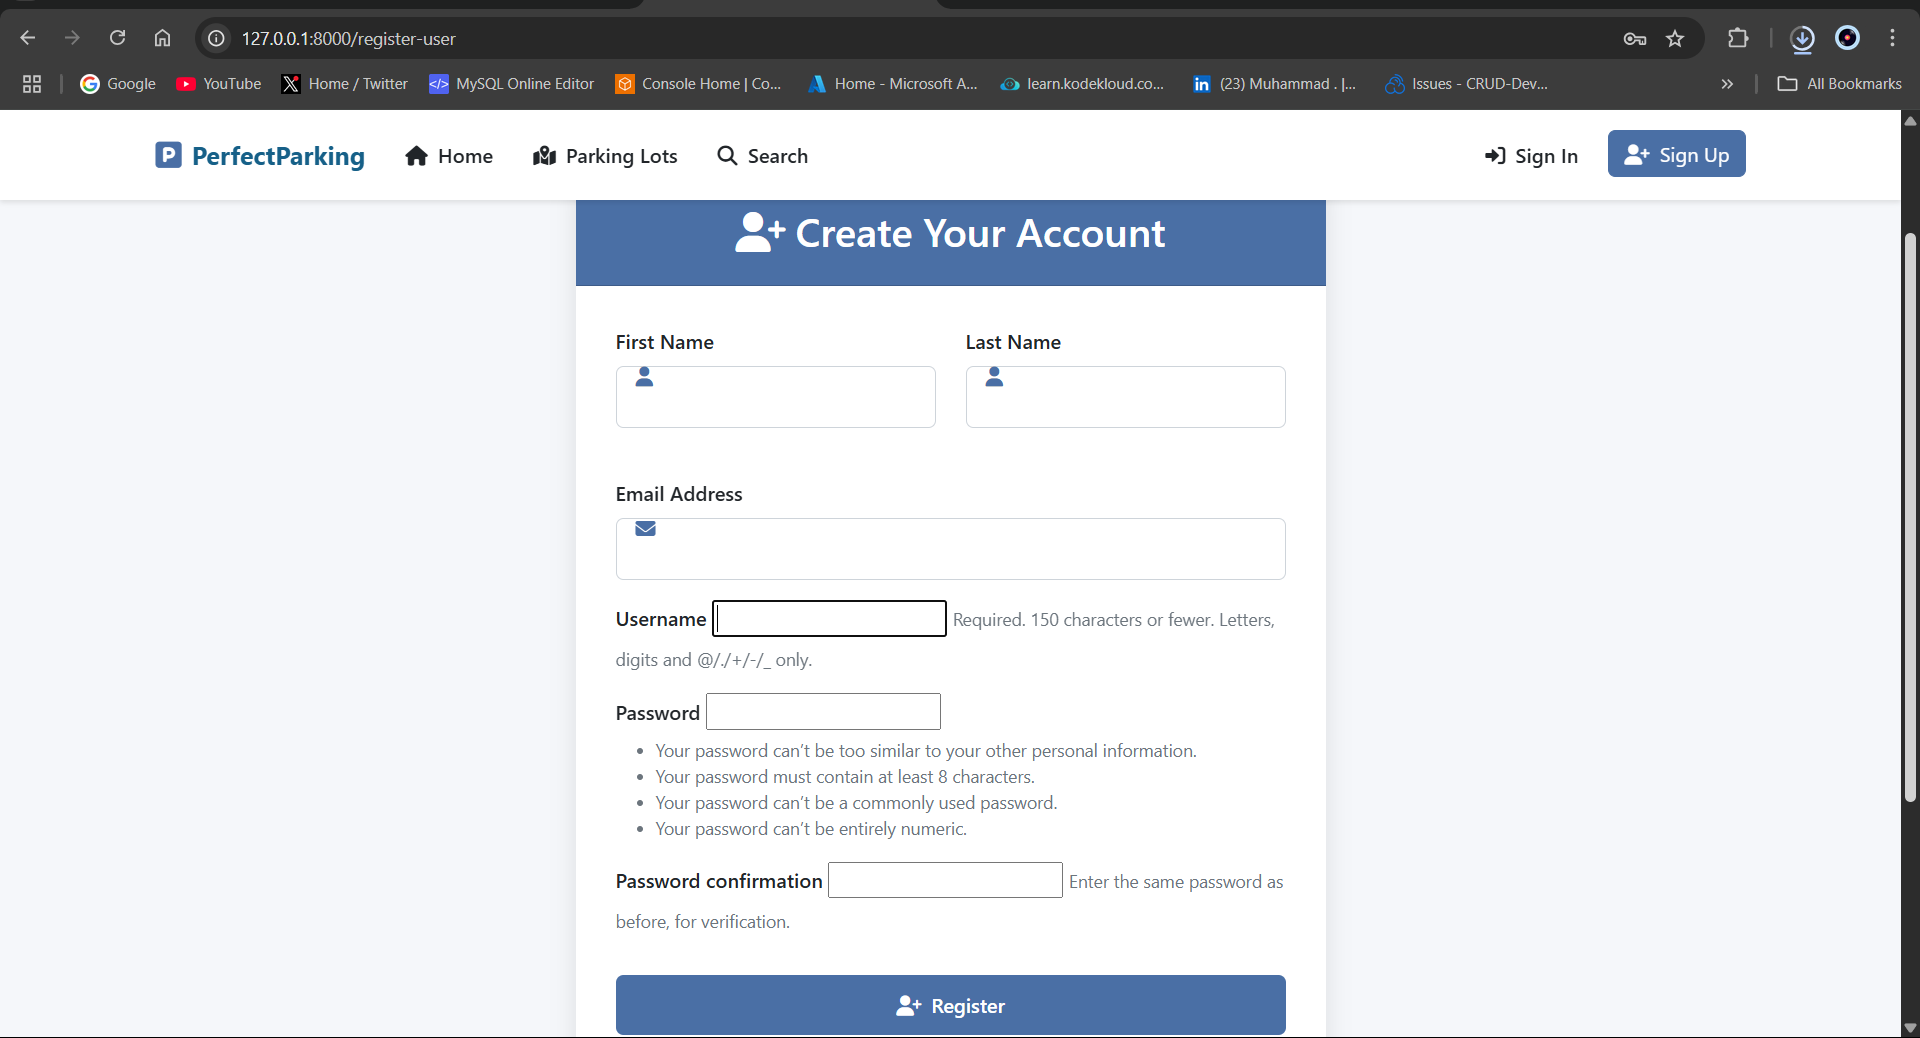 127.0.0.1:8000/register-user
Google YouTube Home / Twitter MySQL Online Editor Console Home | Co... Home - Microsoft A... learn.kodekloud.co... (23) Muhammad . |... Issues - CRUD-Dev... » All Bookmarks
P PerfectParking Home Parking Lots Search Sign In Sign Up
Create Your Account
First Name Last Name
Email Address
Username Required. 150 characters or fewer. Letters,
digits and @/./+/-/_ only.
Password
• Your password can’t be too similar to your other personal information.
• Your password must contain at least 8 characters.
• Your password can’t be a commonly used password.
• Your password can’t be entirely numeric.
Password confirmation Enter the same password as
before, for verification.
Register